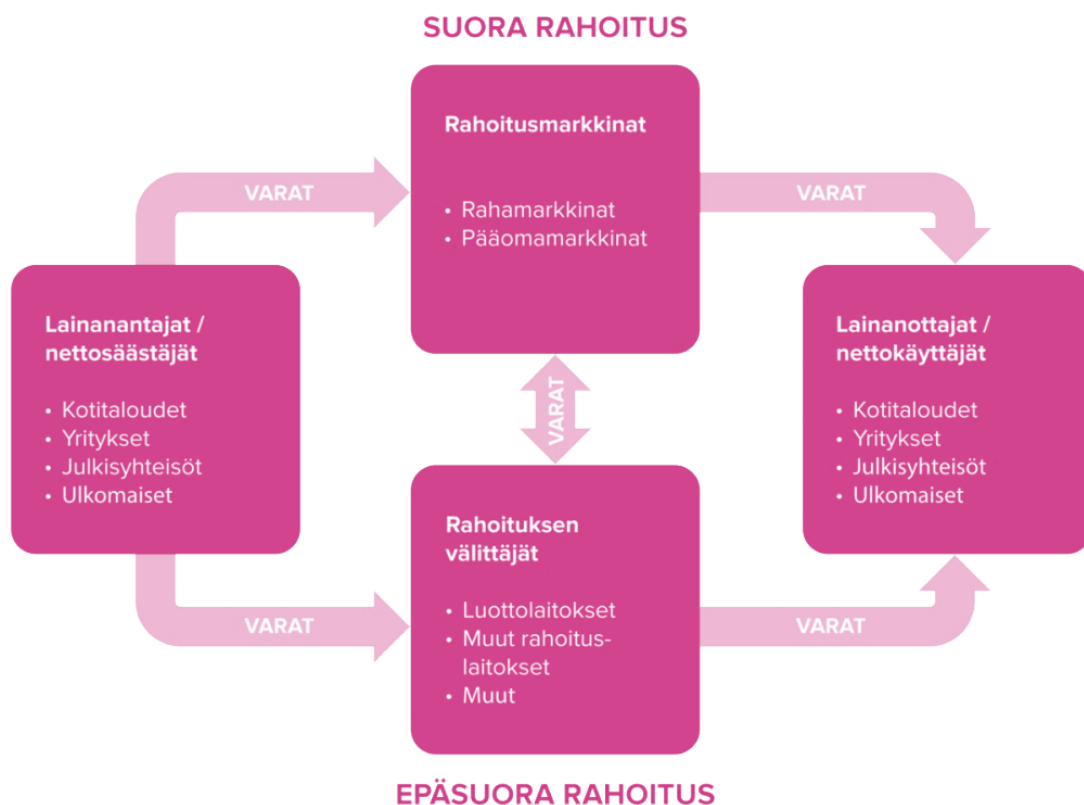 SUORA RAHOITUS
Rahoitusmarkkinat
• Rahamarkkinat
• Pääomamarkkinat
VARAT
VARAT
Lainanantajat /
nettosäästäjät
• Kotitaloudet
• Yritykset
• Julkisyhteisöt
• Ulkomaiset
VARAT
Lainanottajat /
nettokäyttäjät
• Kotitaloudet
• Yritykset
• Julkisyhteisöt
• Ulkomaiset
Rahoituksen
välittäjät
• Luottolaitokset
• Muut rahoitus-
laitokset
• Muut
VARAT
VARAT
EPÄSUORA RAHOITUS